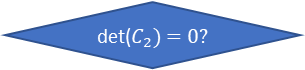 det(𝐶₂) = 0?